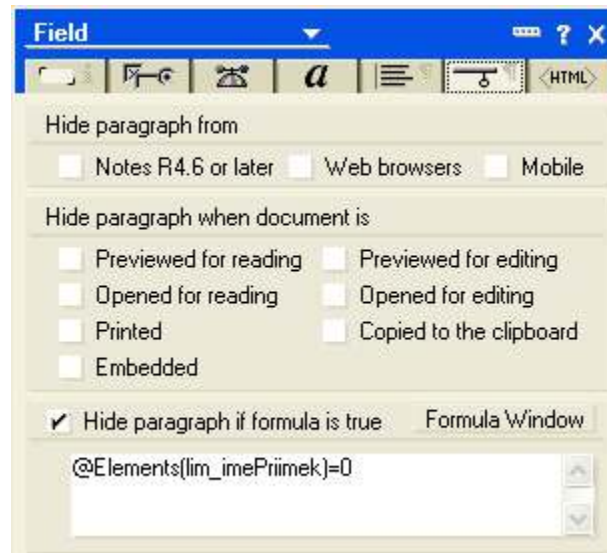 Field ?
a <HTML>
Hide paragraph from
Notes R4.6 or later Web browsers Mobile
Hide paragraph when document is
Previewed for reading Previewed for editing
Opened for reading Opened for editing
Printed Copied to the clipboard
Embedded
Hide paragraph if formula is true Formula Window
@Elements(lim_imePriimek)=0